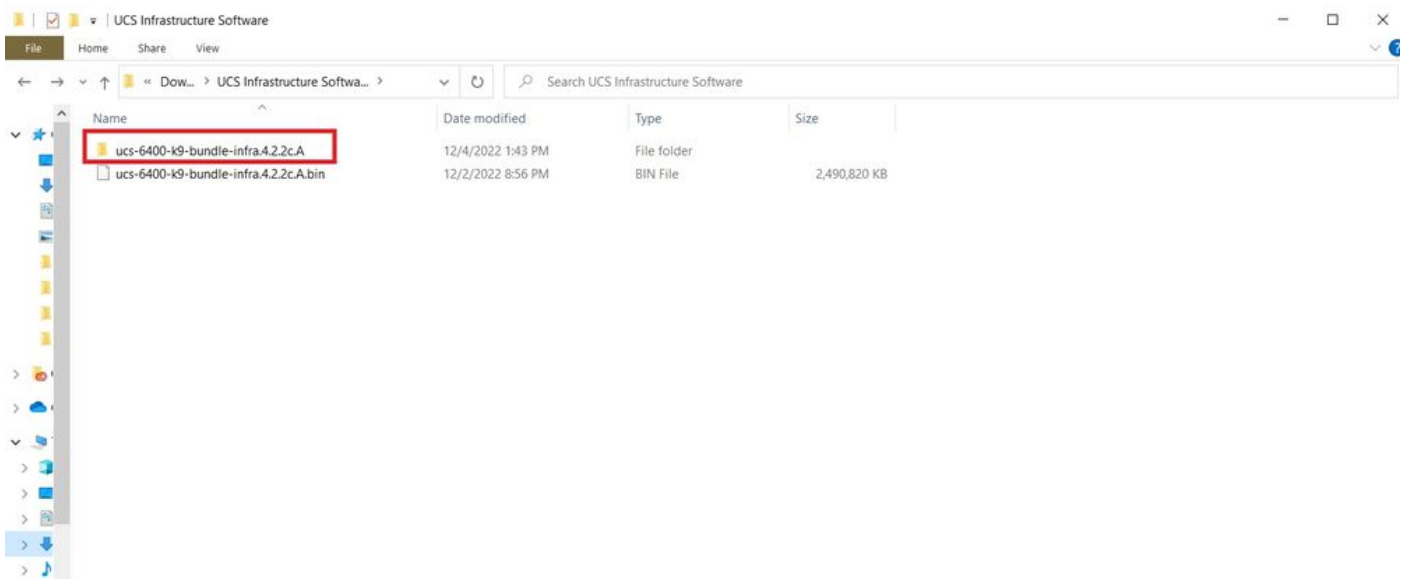 UCS Infrastructure Software
File Home Share View
« Dow... > UCS Infrastructure Softwa... > Search UCS Infrastructure Software
Name Date modified Type Size
ucs-6400-k9-bundle-infra.4.2.2c.A 12/4/2022 1:43 PM File folder
ucs-6400-k9-bundle-infra.4.2.2c.A.bin 12/2/2022 8:56 PM BIN File 2,490,820 KB